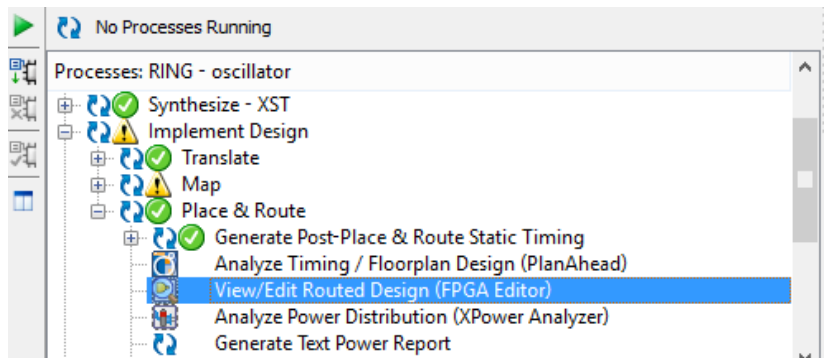 No Processes Running
Processes: RING - oscillator
Synthesize - XST
Implement Design
Translate
Map
Place & Route
Generate Post-Place & Route Static Timing
Analyze Timing / Floorplan Design (PlanAhead)
View/Edit Routed Design (FPGA Editor)
Analyze Power Distribution (XPower Analyzer)
Generate Text Power Report